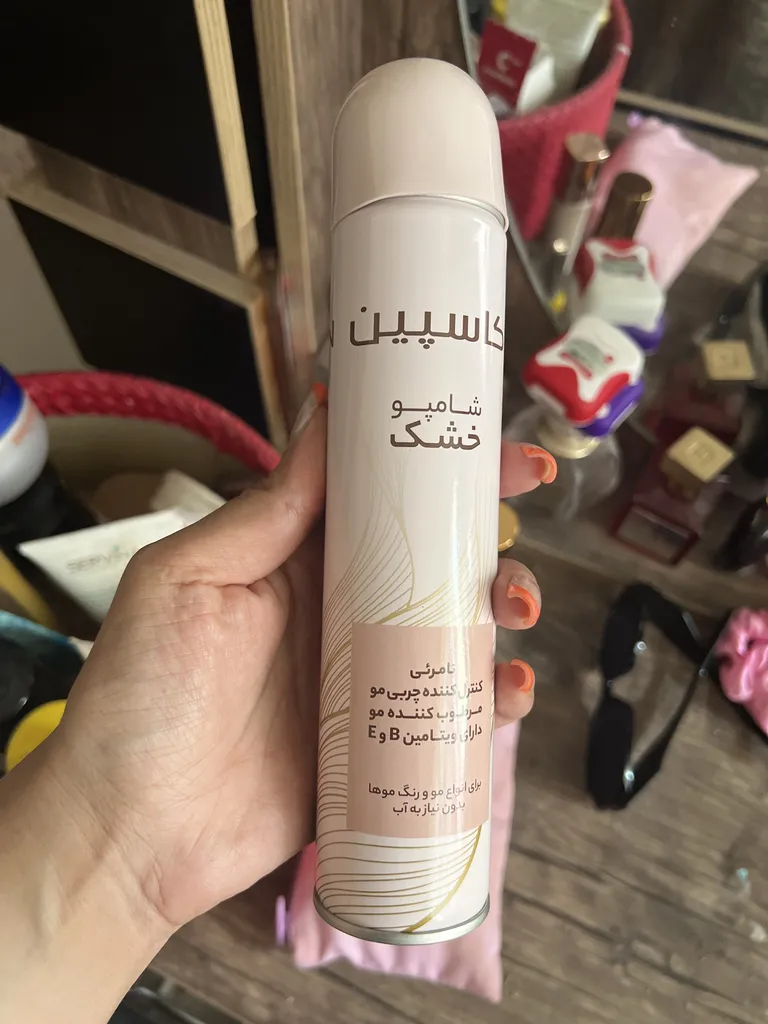 کاسپین
شامپو
خشک
نامرئی
کنترل کننده چربی مو
مرطوب کننده مو
دارای ویتامین B و E
برای انواع مو و رنگ موها
بدون نیاز به آب